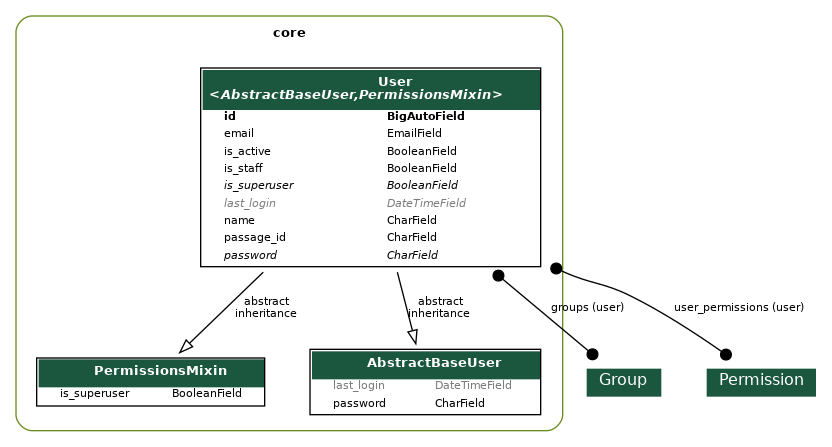 core
User
<AbstractBaseUser,PermissionsMixin>
id BigAutoField
email EmailField
is_active BooleanField
is_staff BooleanField
is_superuser BooleanField
last_login DateTimeField
name CharField
passage_id CharField
password CharField
abstract
inheritance
abstract
inheritance
groups (user)
user_permissions (user)
PermissionsMixin
is_superuser BooleanField
AbstractBaseUser
last_login DateTimeField
password CharField
Group
Permission